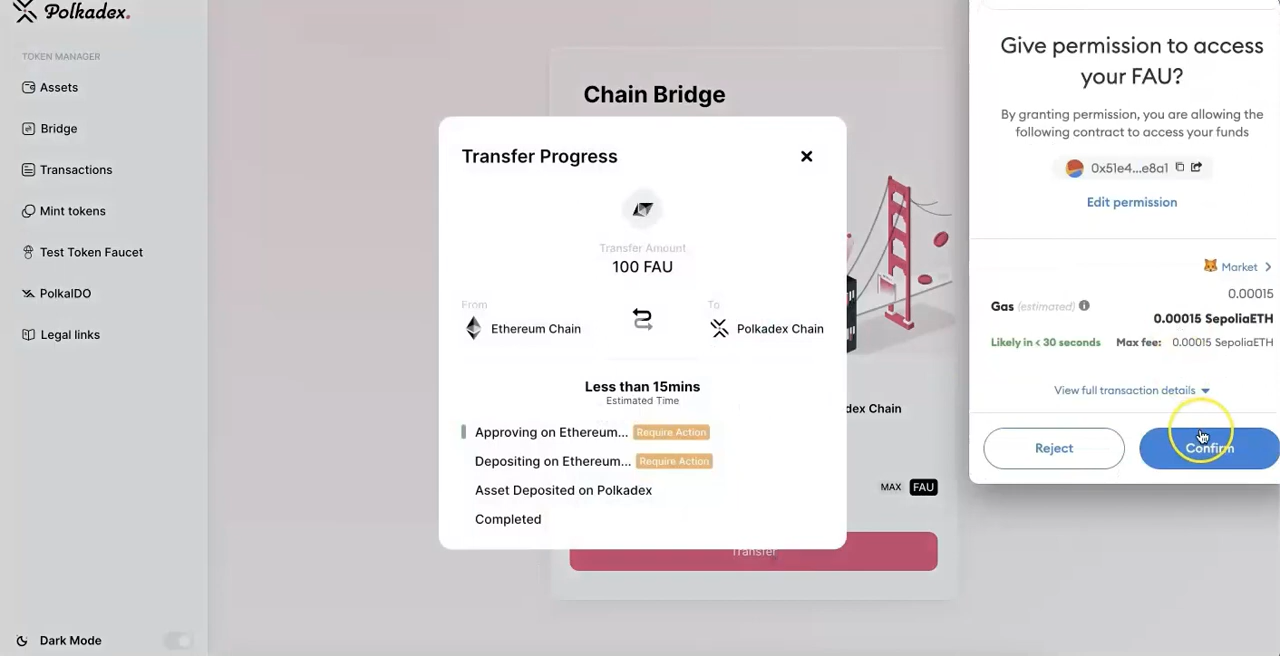 Polkadex.
TOKEN MANAGER
Assets
Bridge
Transactions
Mint tokens
Test Token Faucet
PolkaIDO
Legal links
Dark Mode
Chain Bridge
Transfer Progress
Transfer Amount
100 FAU
From
To
Ethereum Chain
Polkadex Chain
Less than 15mins
Estimated Time
Approving on Ethereum... Require Action
Depositing on Ethereum... Require Action
Asset Deposited on Polkadex
Completed
dex Chain
MAX FAU
Transfer
Give permission to access
your FAU?
By granting permission, you are allowing the
following contract to access your funds
0x51e4...e8a1
Edit permission
Market
0.00015
Gas (estimated)
0.00015 SepoliaETH
Likely in < 30 seconds Max fee: 0.00015 SepoliaETH
View full transaction details
Reject
Confirm